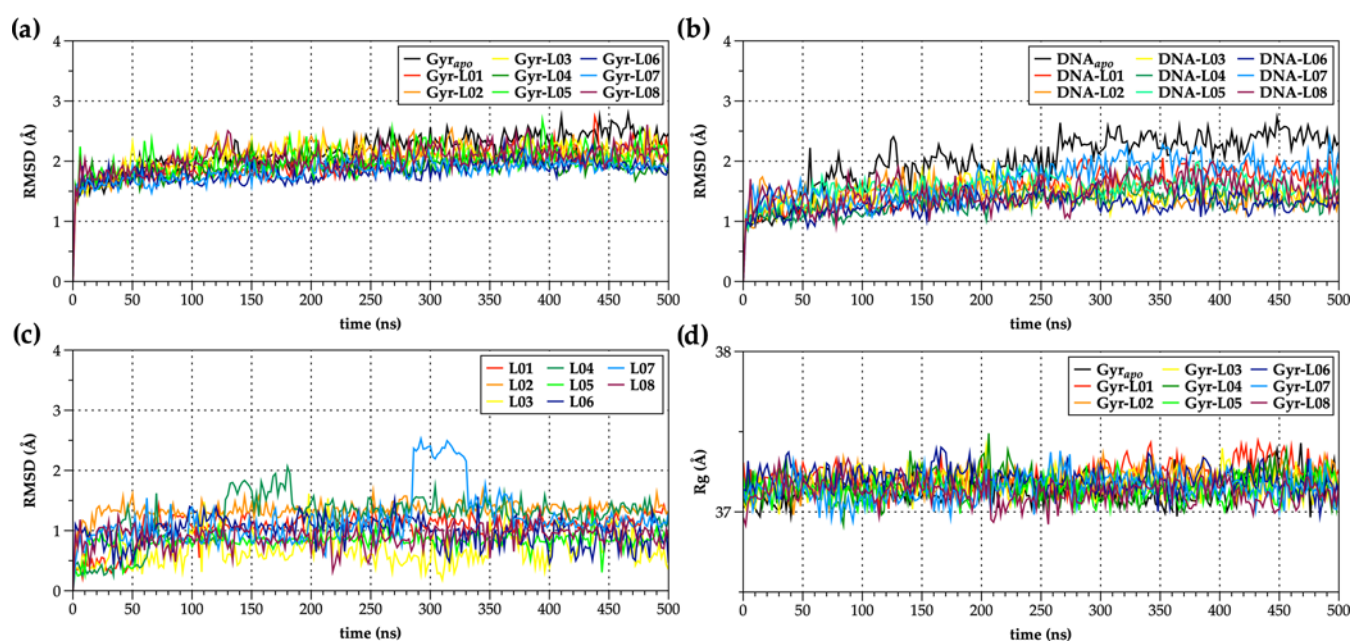 (a)
4
3
2
1
0
RMSD (Å)
Gyrapo Gyr-L03 Gyr-L06
Gyr-L01 Gyr-L04 Gyr-L07
Gyr-L02 Gyr-L05 Gyr-L08
0 50 100 150 200 250 300 350 400 450 500
time (ns)
(b)
4
3
2
1
0
RMSD (Å)
DNAapo DNA-L03 DNA-L06
DNA-L01 DNA-L04 DNA-L07
DNA-L02 DNA-L05 DNA-L08
0 50 100 150 200 250 300 350 400 450 500
time (ns)
(c)
4
3
2
1
0
RMSD (Å)
L01 L04 L07
L02 L05 L08
L03 L06
0 50 100 150 200 250 300 350 400 450 500
time (ns)
(d)
38
37
Rg (Å)
Gyrapo Gyr-L03 Gyr-L06
Gyr-L01 Gyr-L04 Gyr-L07
Gyr-L02 Gyr-L05 Gyr-L08
0 50 100 150 200 250 300 350 400 450 500
time (ns)